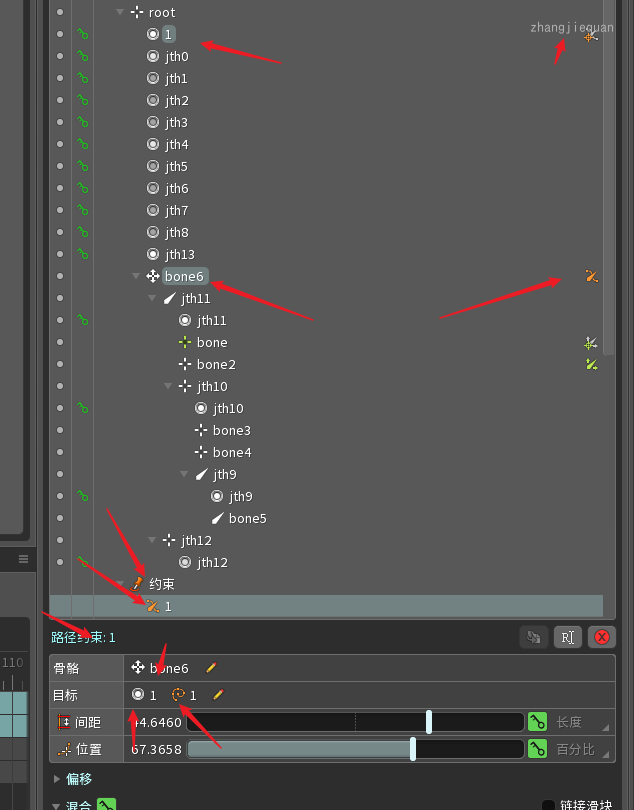 root
zhangjiequan
1
jth0
jth1
jth2
jth3
jth4
jth5
jth6
jth7
jth8
jth13
bone6
jth11
jth11
bone
bone2
jth10
jth10
bone3
bone4
jth9
jth9
bone5
jth12
jth12
约束
1
路径约束: 1
骨骼 bone6
目标 1 1
110
间距 44.6460 长度
位置 67.3658 百分比
偏移
混合 链接滑块